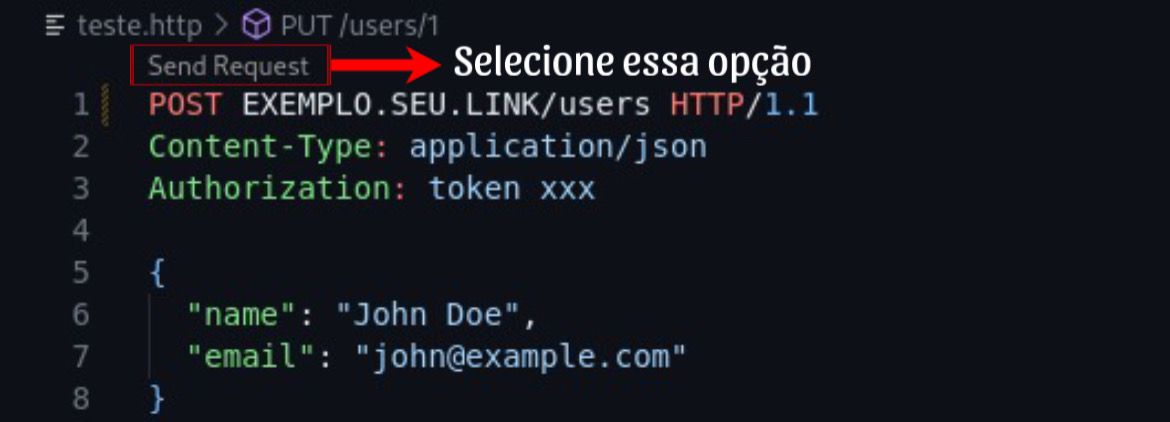 teste.http > PUT /users/1
Send Request Selecione essa opção
1 POST EXEMPLO.SEU.LINK/users HTTP/1.1
2 Content-Type: application/json
3 Authorization: token xxx
4
5 {
6 "name": "John Doe",
7 "email": "john@example.com"
8 }